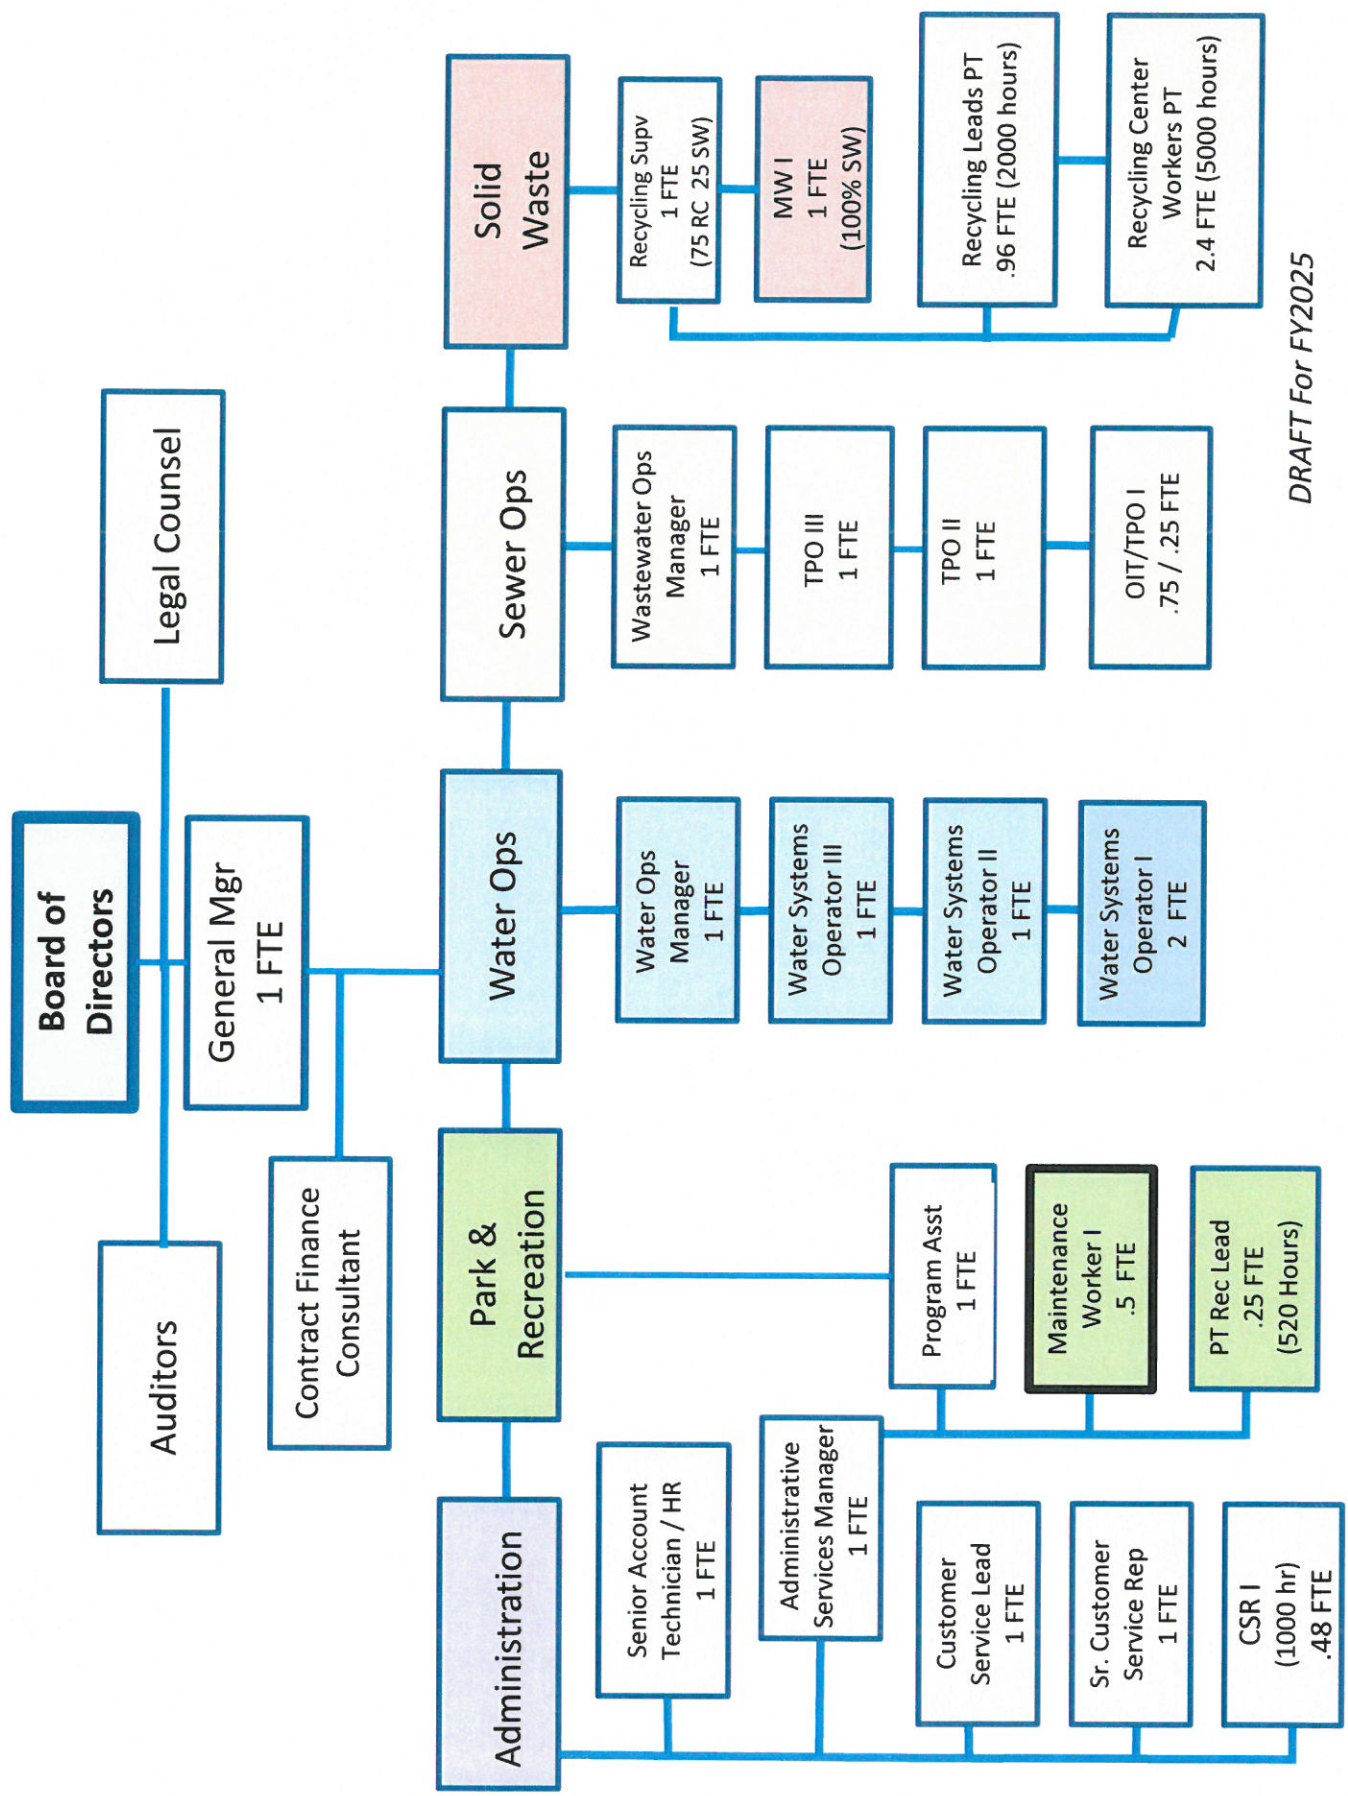 Board of
Directors
Auditors
Legal Counsel
General Mgr
1 FTE
Contract Finance
Consultant
Administration
Park &
Recreation
Water Ops
Sewer Ops
Solid
Waste
Senior Account
Technician / HR
1 FTE
Administrative
Services Manager
1 FTE
Customer
Service Lead
1 FTE
Sr. Customer
Service Rep
1 FTE
CSR I
(1000 hr)
.48 FTE
Program Asst
1 FTE
Maintenance
Worker I
.5 FTE
PT Rec Lead
.25 FTE
(520 Hours)
Water Ops
Manager
1 FTE
Water Systems
Operator III
1 FTE
Water Systems
Operator II
1 FTE
Water Systems
Operator I
2 FTE
Wastewater Ops
Manager
1 FTE
TPO III
1 FTE
TPO II
1 FTE
OIT/TPO I
.75 / .25 FTE
Recycling Supv
1 FTE
(75 RC 25 SW)
MW I
1 FTE
(100% SW)
Recycling Leads PT
.96 FTE (2000 hours)
Recycling Center
Workers PT
2.4 FTE (5000 hours)
DRAFT For FY2025